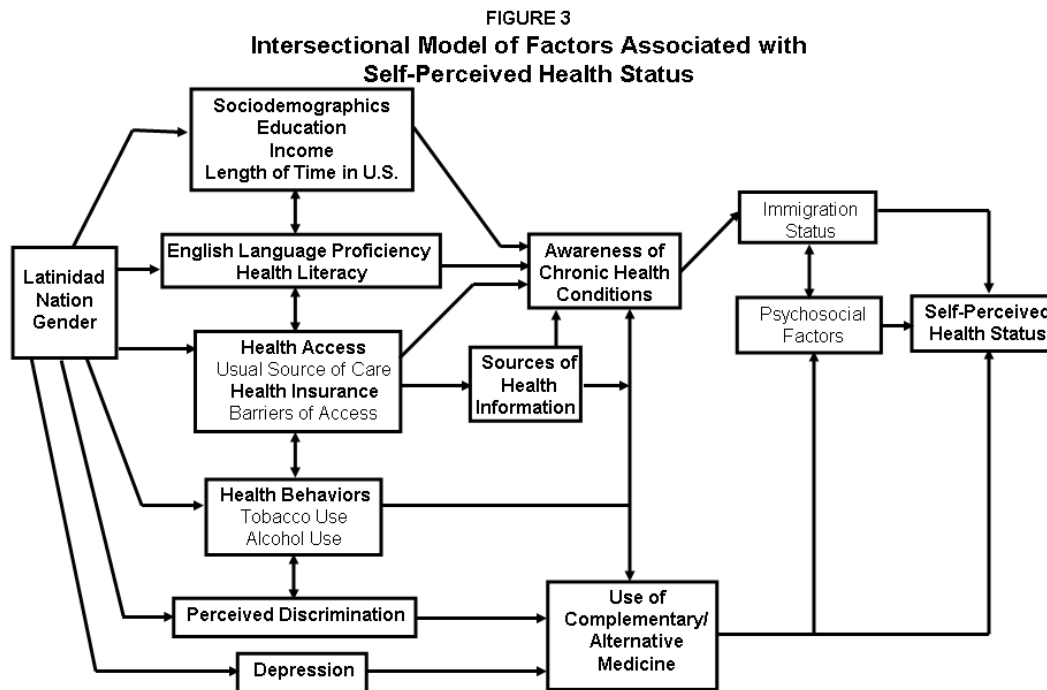 FIGURE 3
Intersectional Model of Factors Associated with
Self-Perceived Health Status
Sociodemographics
Education
Income
Length of Time in U.S.
English Language Proficiency
Health Literacy
Latinidad
Nation
Gender
Health Access
Usual Source of Care
Health Insurance
Barriers of Access
Health Behaviors
Tobacco Use
Alcohol Use
Perceived Discrimination
Depression
Awareness of
Chronic Health
Conditions
Sources of
Health
Information
Use of
Complementary/
Alternative
Medicine
Immigration
Status
Psychosocial
Factors
Self-Perceived
Health Status